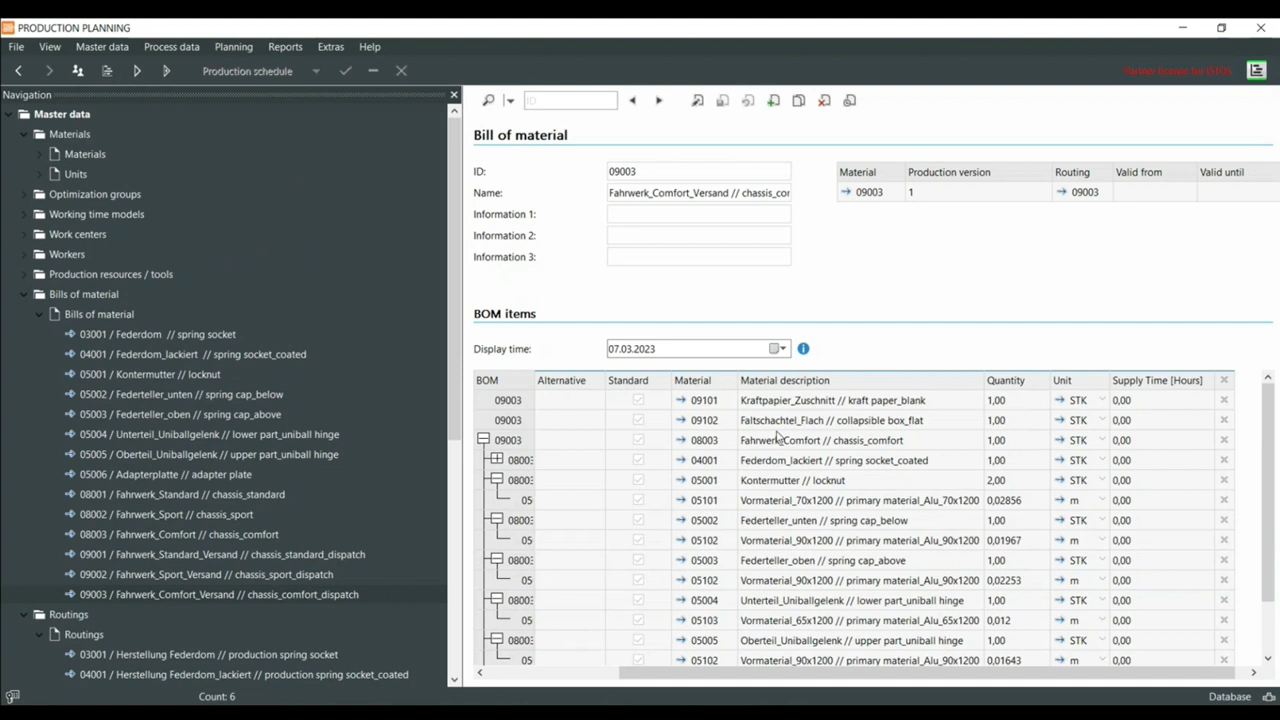 PRODUCTION PLANNING
File View Master data Process data Planning Reports Extras Help
Production schedule
Partner license for ISTOS
Navigation
Master data
Materials
Materials
Units
Optimization groups
Working time models
Work centers
Workers
Production resources / tools
Bills of material
Bills of material
03001 / Federdom // spring socket
04001 / Federdom_lackiert // spring socket_coated
05001 / Kontermutter // locknut
05002 / Federteller_unten // spring cap_below
05003 / Federteller_oben // spring cap_above
05004 / Unterteil_Uniballgelenk // lower part_uniball hinge
05005 / Oberteil_Uniballgelenk // upper part_uniball hinge
05006 / Adapterplatte // adapter plate
08001 / Fahrwerk_Standard // chassis_standard
08002 / Fahrwerk_Sport // chassis_sport
08003 / Fahrwerk_Comfort // chassis_comfort
09001 / Fahrwerk_Standard_Versand // chassis_standard_dispatch
09002 / Fahrwerk_Sport_Versand // chassis_sport_dispatch
09003 / Fahrwerk_Comfort_Versand // chassis_comfort_dispatch
Routings
Routings
03001 / Herstellung Federdom // production spring socket
04001 / Herstellung Federdom_lackiert // production spring socket_coated
ID
Bill of material
ID: 09003
Name: Fahrwerk_Comfort_Versand // chassis_cor
Information 1:
Information 2:
Information 3:
Material Production version Routing Valid from Valid until
09003 1 09003
BOM items
Display time: 07.03.2023
BOM Alternative Standard Material Material description Quantity Unit Supply Time [Hours]
09003 09101 Kraftpapier_Zuschnitt // kraft paper_blank 1,00 STK 0,00
09003 09102 Faltschachtel_Flach // collapsible box_flat 1,00 STK 0,00
09003 08003 Fahrwerk_Comfort // chassis_comfort 1,00 STK 0,00
0800 04001 Federdom_lackiert // spring socket_coated 1,00 STK 0,00
0800 05001 Kontermutter // locknut 2,00 STK 0,00
05 05101 Vormaterial_70x1200 // primary material_Alu_70x1200 0,02856 m 0,00
0800 05002 Federteller_unten // spring cap_below 1,00 STK 0,00
05 05102 Vormaterial_90x1200 // primary material_Alu_90x1200 0,01967 m 0,00
0800 05003 Federteller_oben // spring cap_above 1,00 STK 0,00
05 05102 Vormaterial_90x1200 // primary material_Alu_90x1200 0,02253 m 0,00
0800 05004 Unterteil_Uniballgelenk // lower part_uniball hinge 1,00 STK 0,00
05 05103 Vormaterial_65x1200 // primary material_Alu_65x1200 0,012 m 0,00
0800 05005 Oberteil_Uniballgelenk // upper part_uniball hinge 1,00 STK 0,00
05 05102 Vormaterial_90x1200 // primary material_Alu_90x1200 0,01643 m 0,00
Count: 6
Database